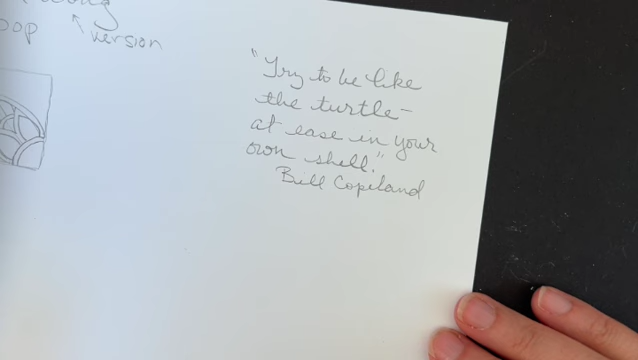 version
"Try to be like
the turtle –
at ease in your
own shell."
Bill Copeland